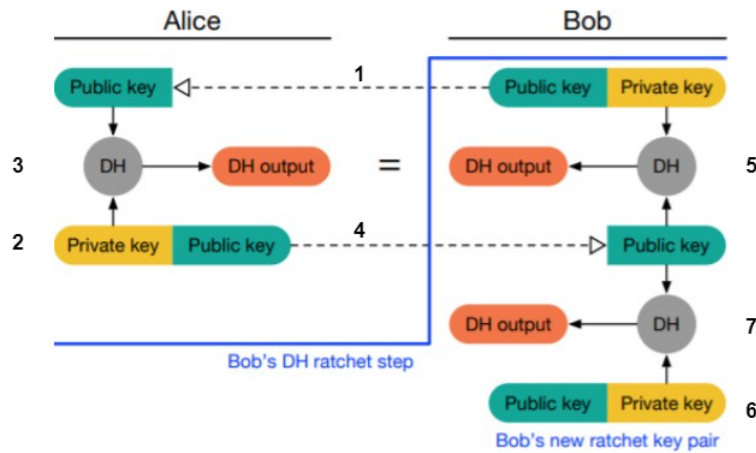 Alice Bob
1
Public key Public key Private key
3 DH DH output = DH output DH 5
2 Private key Public key 4 Public key
DH output DH 7
Bob's DH ratchet step
Public key Private key 6
Bob's new ratchet key pair